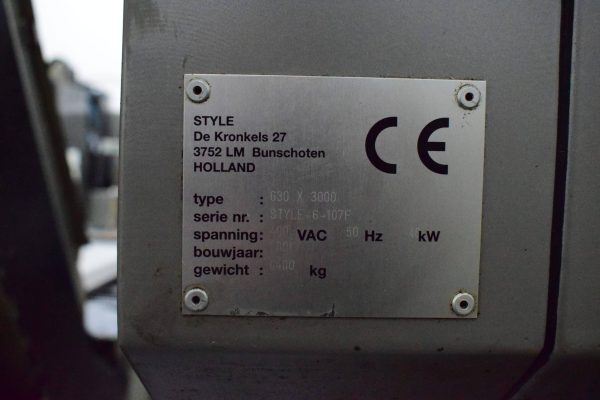 STYLE
De Kronkels 27
3752 LM Bunschoten
HOLLAND
CE
type : 630 X 3000
serie nr. : STYLE-6-107F
spanning: 400 VAC 50 Hz kW
bouwjaar:
gewicht : kg